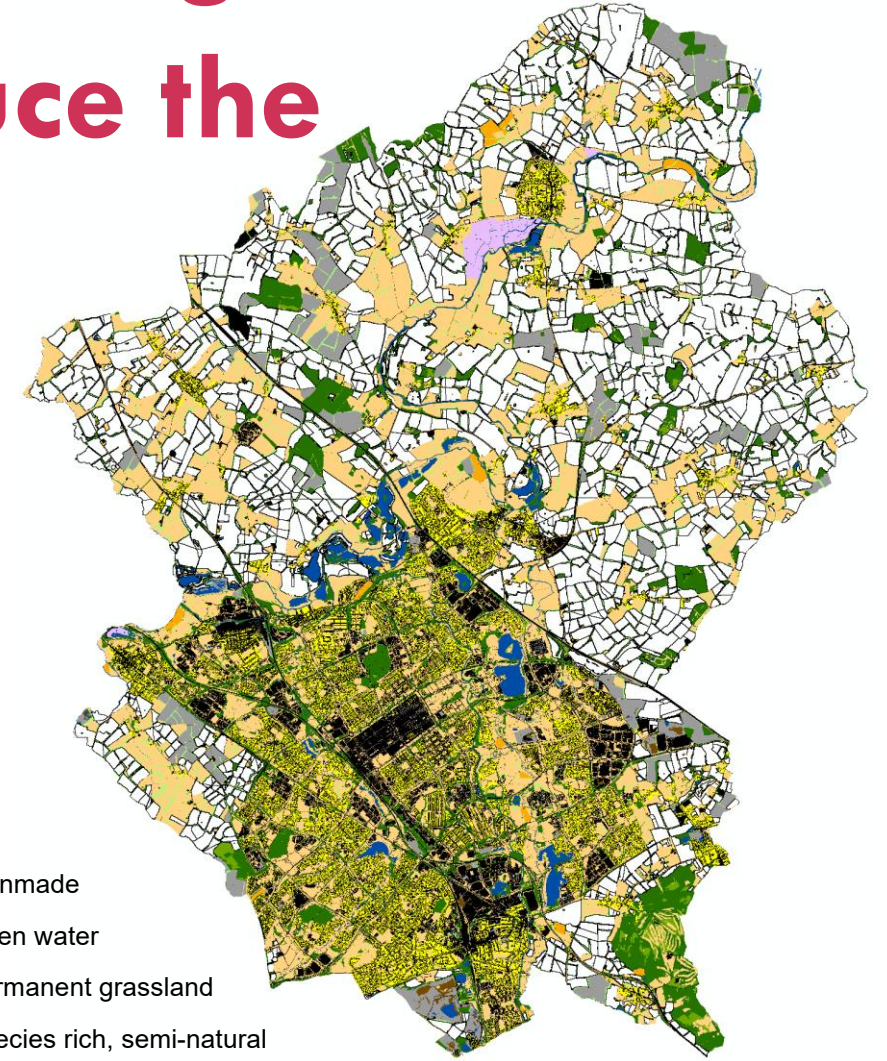 uce the
nmade
en water
rmanent grassland
ecies rich, semi-natural